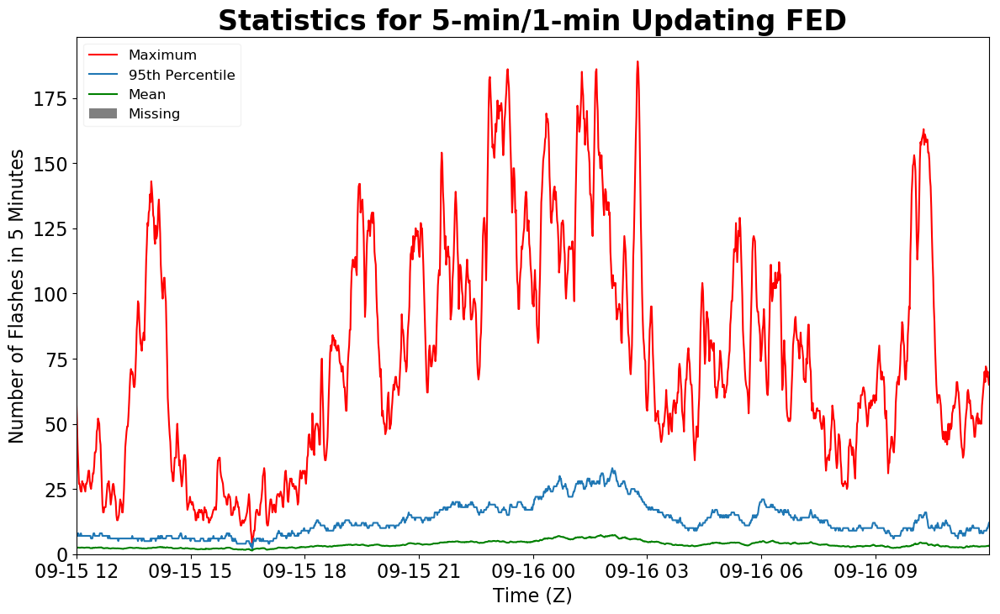 Statistics for 5-min/1-min Updating FED
Maximum
95th Percentile
Mean
Missing
Number of Flashes in 5 Minutes
175
150
125
100
75
50
25
0
09-15 12 09-15 15 09-15 18 09-15 21 09-16 00 09-16 03 09-16 06 09-16 09
Time (Z)